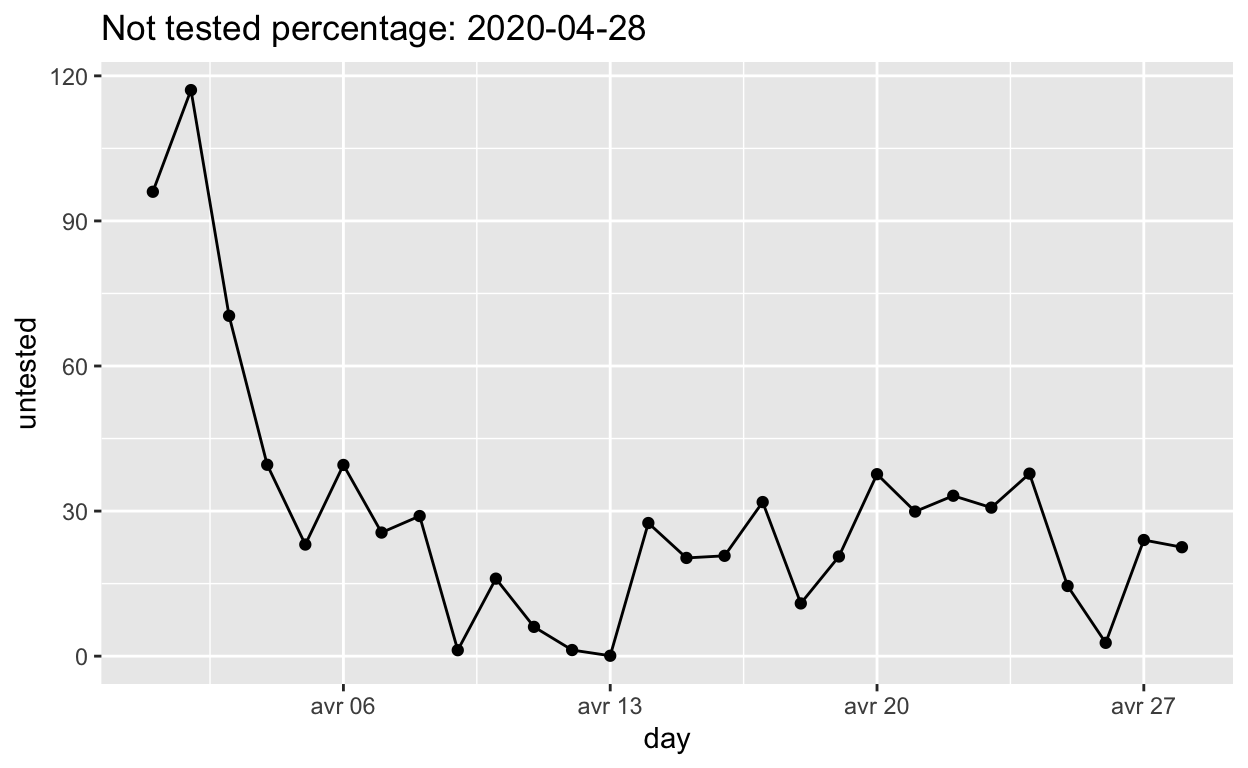 Not tested percentage: 2020-04-28
120
90
60
30
0
untested
avr 06
avr 13
avr 20
avr 27
day